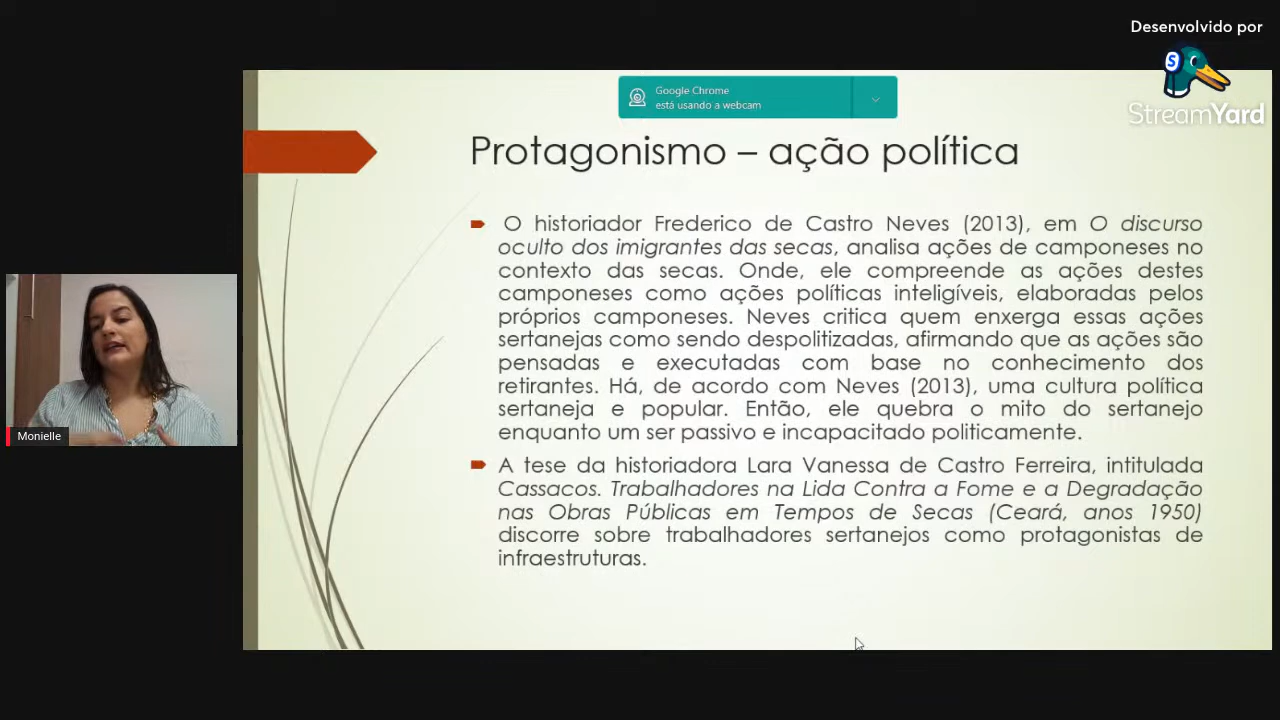 Desenvolvido por
StreamYard
Google Chrome
está usando a webcam
Protagonismo – ação política
O historiador Frederico de Castro Neves (2013), em O discurso
oculto dos imigrantes das secas, analisa ações de camponeses no
contexto das secas. Onde, ele compreende as ações destes
camponeses como ações políticas inteligíveis, elaboradas pelos
próprios camponeses. Neves critica quem enxerga essas ações
sertanejas como sendo despolitizadas, afirmando que as ações são
pensadas e executadas com base no conhecimento dos
retirantes. Há, de acordo com Neves (2013), uma cultura política
sertaneja e popular. Então, ele quebra o mito do sertanejo
enquanto um ser passivo e incapacitado politicamente.
A tese da historiadora Lara Vanessa de Castro Ferreira, intitulada
Cassacos. Trabalhadores na Lida Contra a Fome e a Degradação
nas Obras Públicas em Tempos de Secas (Ceará, anos 1950)
discorre sobre trabalhadores sertanejos como protagonistas de
infraestruturas.
Monielle